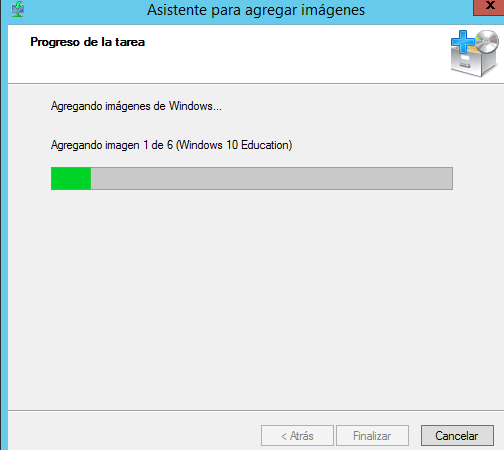 Asistente para agregar imágenes
x
Progreso de la tarea
Agregando imágenes de Windows...
Agregando imagen 1 de 6 (Windows 10 Education)
< Atrás
Finalizar
Cancelar